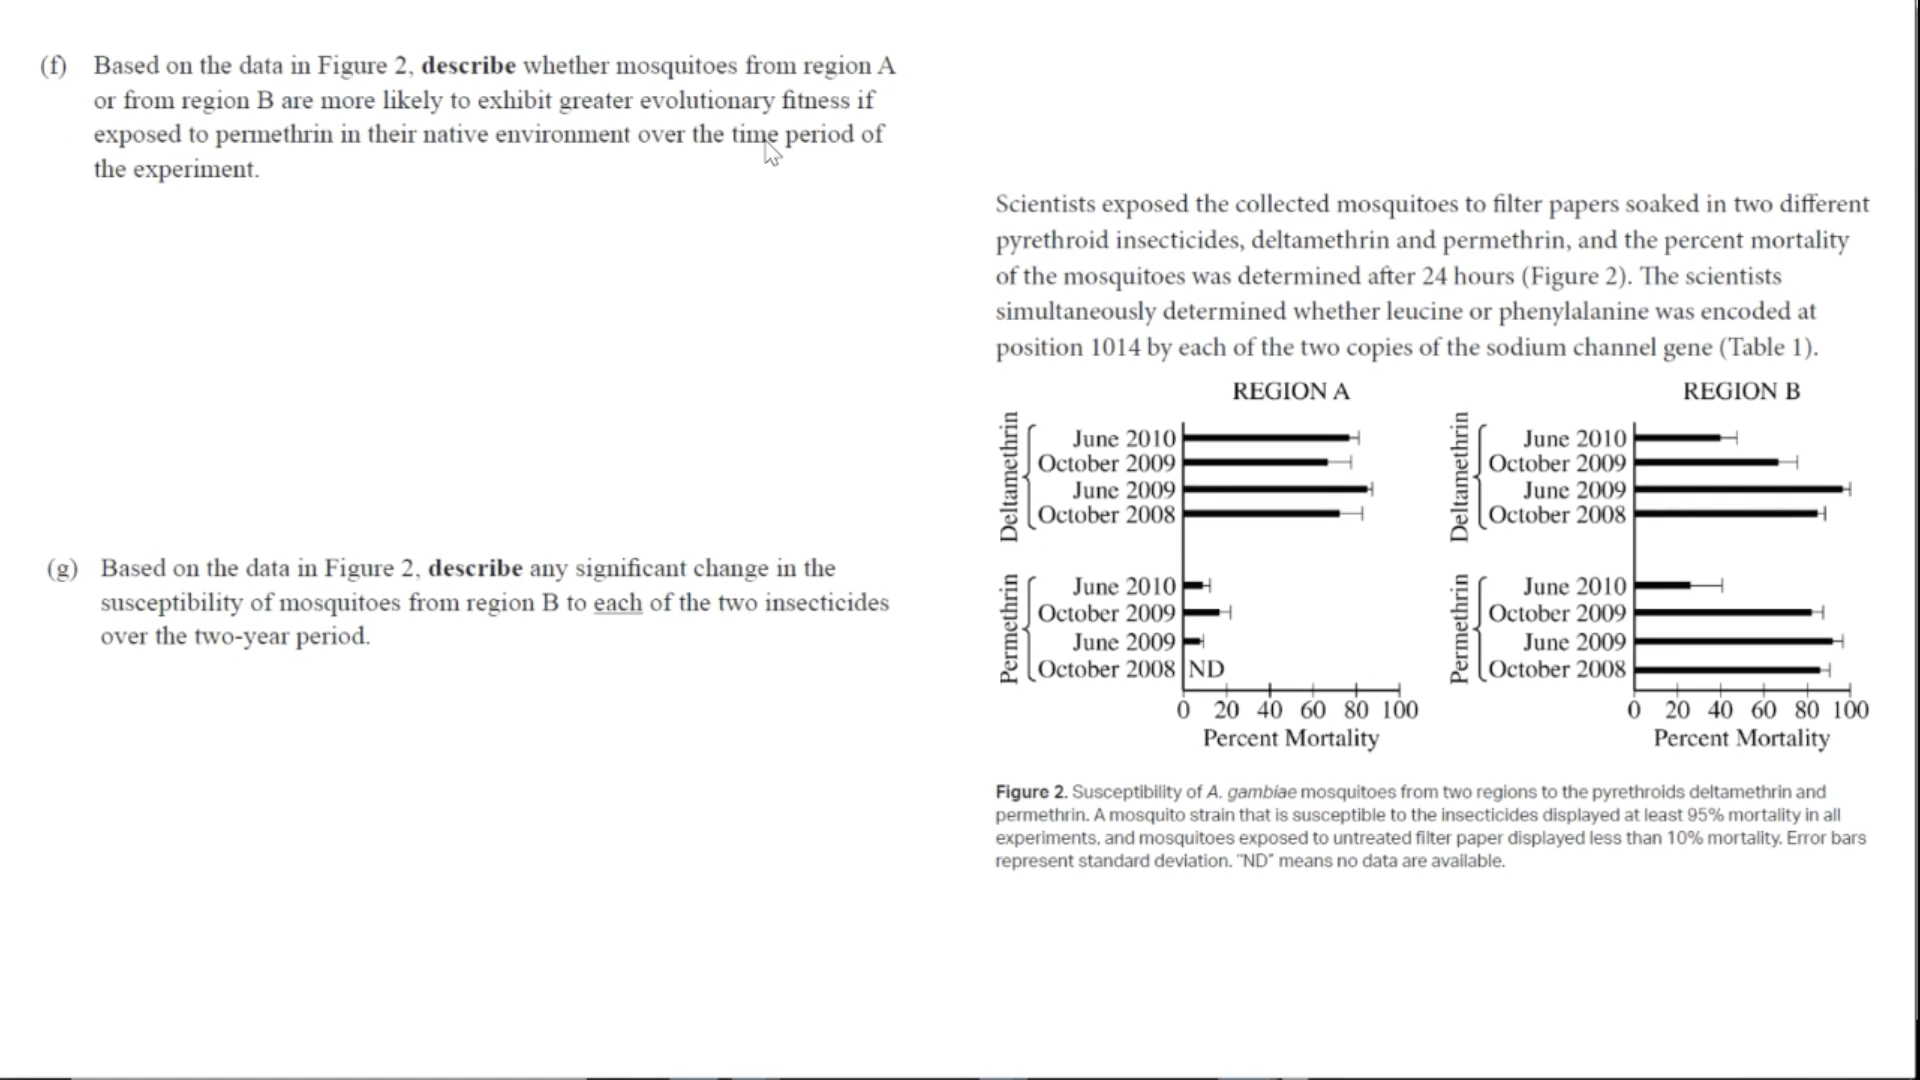 (f) Based on the data in Figure 2, describe whether mosquitoes from region A
or from region B are more likely to exhibit greater evolutionary fitness if
exposed to permethrin in their native environment over the time period of
the experiment.
(g) Based on the data in Figure 2, describe any significant change in the
susceptibility of mosquitoes from region B to each of the two insecticides
over the two-year period.
Scientists exposed the collected mosquitoes to filter papers soaked in two different
pyrethroid insecticides, deltamethrin and permethrin, and the percent mortality
of the mosquitoes was determined after 24 hours (Figure 2). The scientists
simultaneously determined whether leucine or phenylalanine was encoded at
position 1014 by each of the two copies of the sodium channel gene (Table 1).
REGION A
Deltamethrin
June 2010
October 2009
June 2009
October 2008
Permethrin
June 2010
October 2009
June 2009
October 2008 ND
0 20 40 60 80 100
Percent Mortality
REGION B
Deltamethrin
June 2010
October 2009
June 2009
October 2008
Permethrin
June 2010
October 2009
June 2009
October 2008
0 20 40 60 80 100
Percent Mortality
Figure 2. Susceptibility of A. gambiae mosquitoes from two regions to the pyrethroids deltamethrin and
permethrin. A mosquito strain that is susceptible to the insecticides displayed at least 95% mortality in all
experiments, and mosquitoes exposed to untreated filter paper displayed less than 10% mortality. Error bars
represent standard deviation. "ND" means no data are available.